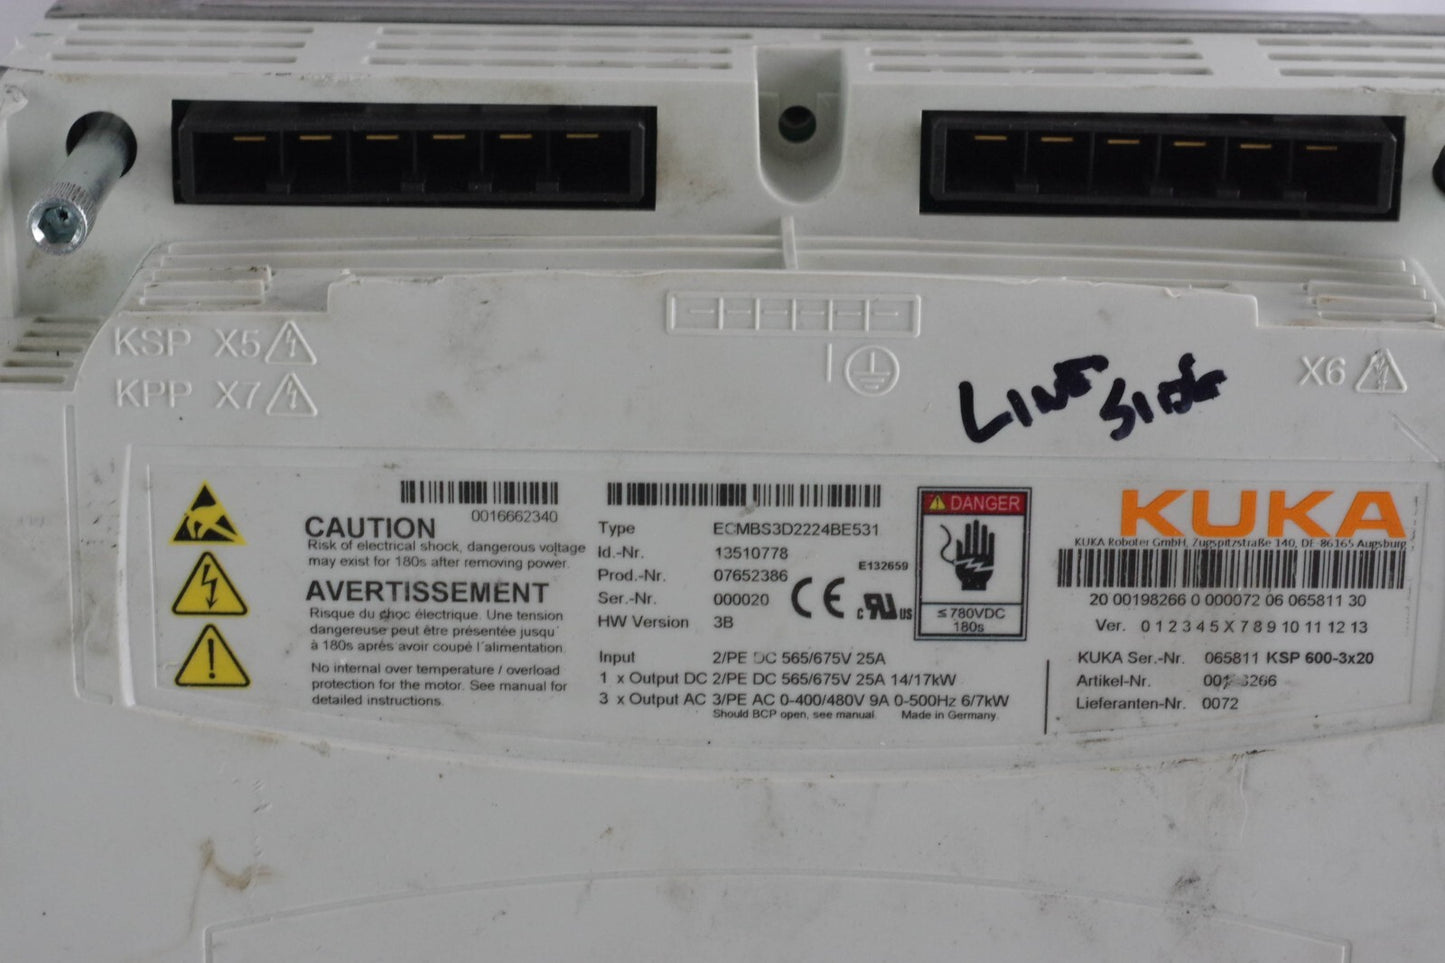 KSP X5
KPP X7
X6
LINE SIDE
0016662340
CAUTION
Risk of electrical shock, dangerous voltage
may exist for 180s after removing power.
AVERTISSEMENT
Risque du choc électrique. Une tension
dangereuse peut être présentée jusqu'
à 180s aprés avoir coupé l'alimentation.
No internal over temperature / overload
protection for the motor. See manual for
detailed instructions.
Type ECMBS3D2224BE531
Id.-Nr. 13510778
Prod.-Nr. 07652386
Ser.-Nr. 000020
HW Version 3B
CE
E132659
c RU us
Input 2/PE DC 565/675V 25A
1 x Output DC 2/PE DC 565/675V 25A 14/17kW
3 x Output AC 3/PE AC 0-400/480V 9A 0-500Hz 6/7kW
Should BCP open, see manual. Made in Germany
DANGER
≤780VDC
180s
KUKA
KUKA Roboter GmbH, Zugspitzstraße 140, DE-86165 Augsburg
20 00198266 0 000072 06 065811 30
Ver. 0 1 2 3 4 5 X 7 8 9 10 11 12 13
KUKA Ser.-Nr. 065811 KSP 600-3x20
Artikel-Nr.
Lieferanten-Nr. 0072